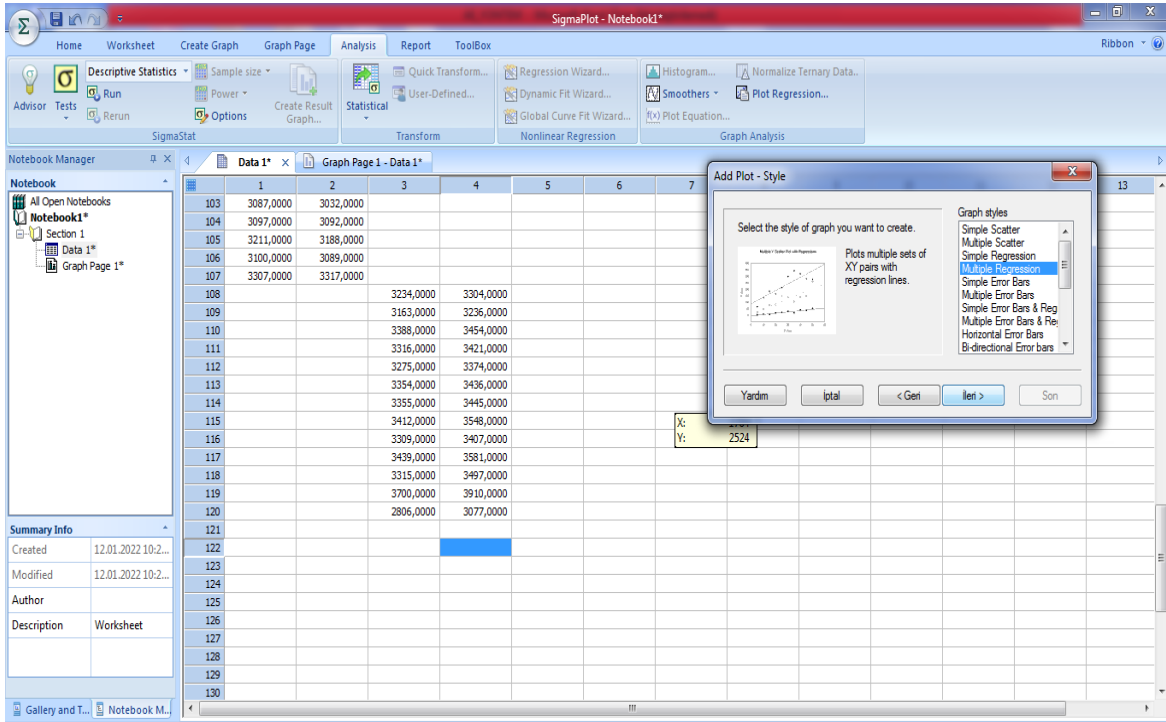 SigmaPlot - Notebook1*
Home Worksheet Create Graph Graph Page Analysis Report ToolBox Ribbon
Advisor
Tests
Descriptive Statistics
Run
Rerun
Sample size
Power
Options
Create Result Graph...
SigmaStat
Statistical
Quick Transform...
User-Defined...
Transform
Regression Wizard...
Dynamic Fit Wizard...
Global Curve Fit Wizard...
Nonlinear Regression
Histogram...
Smoothers
f(x) Plot Equation...
Normalize Ternary Data..
Plot Regression...
Graph Analysis
Notebook Manager
Notebook
All Open Notebooks
Notebook1*
Section 1
Data 1*
Graph Page 1*
Summary Info
Created 12.01.2022 10:2...
Modified 12.01.2022 10:2...
Author
Description Worksheet
Gallery and T... Notebook M...
Data 1* x Graph Page 1 - Data 1*
1 2 3 4 5 6 7 13
103 3087,0000 3032,0000
104 3097,0000 3092,0000
105 3211,0000 3188,0000
106 3100,0000 3089,0000
107 3307,0000 3317,0000
108 3234,0000 3304,0000
109 3163,0000 3236,0000
110 3388,0000 3454,0000
111 3316,0000 3421,0000
112 3275,0000 3374,0000
113 3354,0000 3436,0000
114 3355,0000 3445,0000
115 3412,0000 3548,0000
116 3309,0000 3407,0000
117 3439,0000 3581,0000
118 3315,0000 3497,0000
119 3700,0000 3910,0000
120 2806,0000 3077,0000
121
122
123
124
125
126
127
128
129
130
X:
Y: 2524
Add Plot - Style
Select the style of graph you want to create.
Plots multiple sets of
XY pairs with
regression lines.
Graph styles
Simple Scatter
Multiple Scatter
Simple Regression
Multiple Regression
Simple Error Bars
Multiple Error Bars
Simple Error Bars & Reg
Multiple Error Bars & Re
Horizontal Error Bars
Bi-directional Error bars
Yardım İptal < Geri İleri > Son